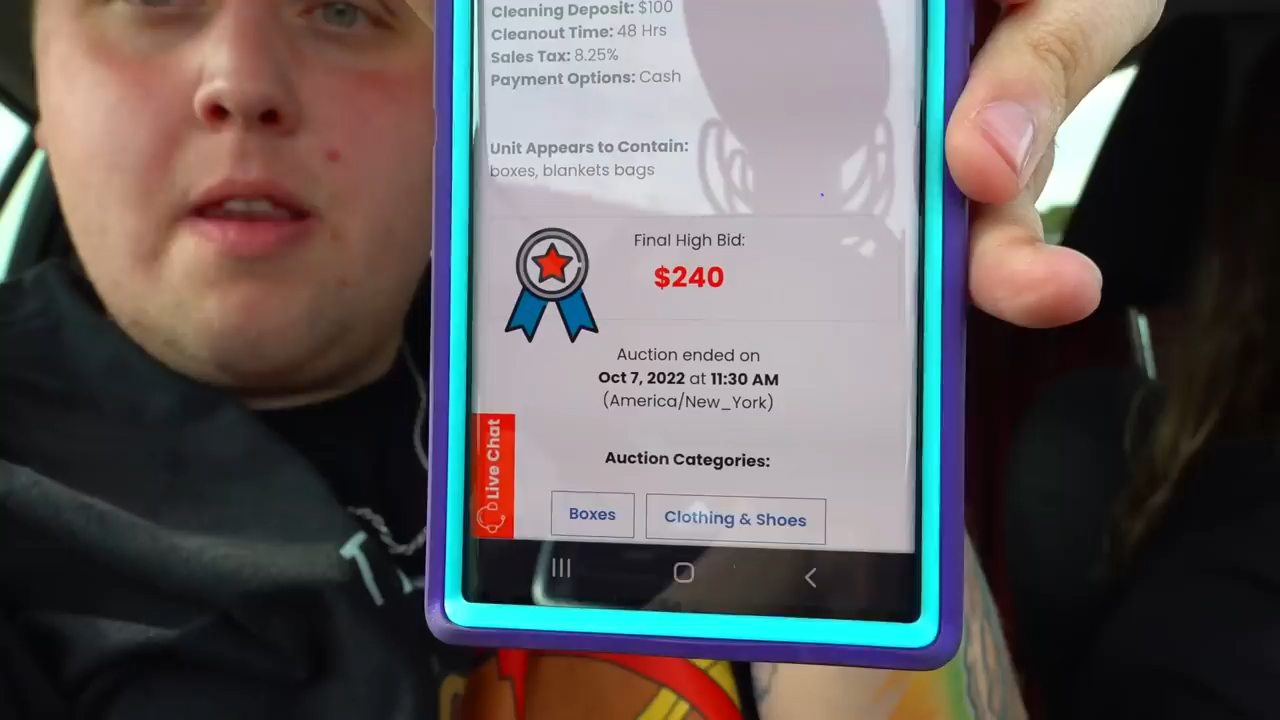 Cleaning Deposit: $100
Cleanout Time: 48 Hrs
Sales Tax: 8.25%
Payment Options: Cash
Unit Appears to Contain:
boxes, blankets bags
Final High Bid:
$240
Auction ended on
Oct 7, 2022 at 11:30 AM
(America/New_York)
Live Chat
Auction Categories:
Boxes
Clothing & Shoes